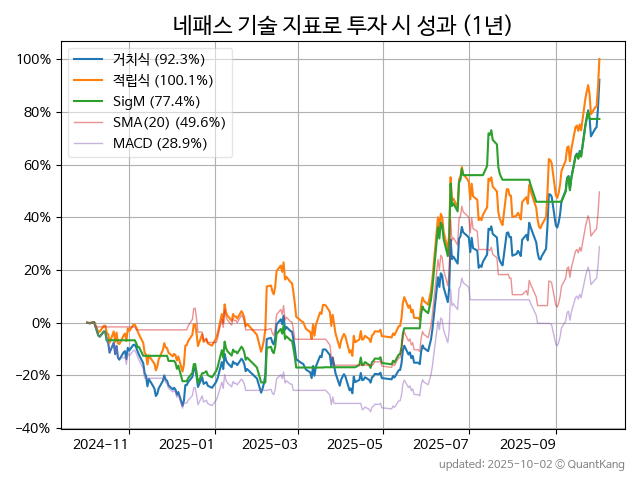 네패스 기술 지표로 투자 시 성과 (1년)
100%
80%
60%
40%
20%
0%
−20%
−40%
거치식 (92.3%)
적립식 (100.1%)
SigM (77.4%)
SMA(20) (49.6%)
MACD (28.9%)
2024-11
2025-01
2025-03
2025-05
2025-07
2025-09
updated: 2025-10-02 © QuantKang